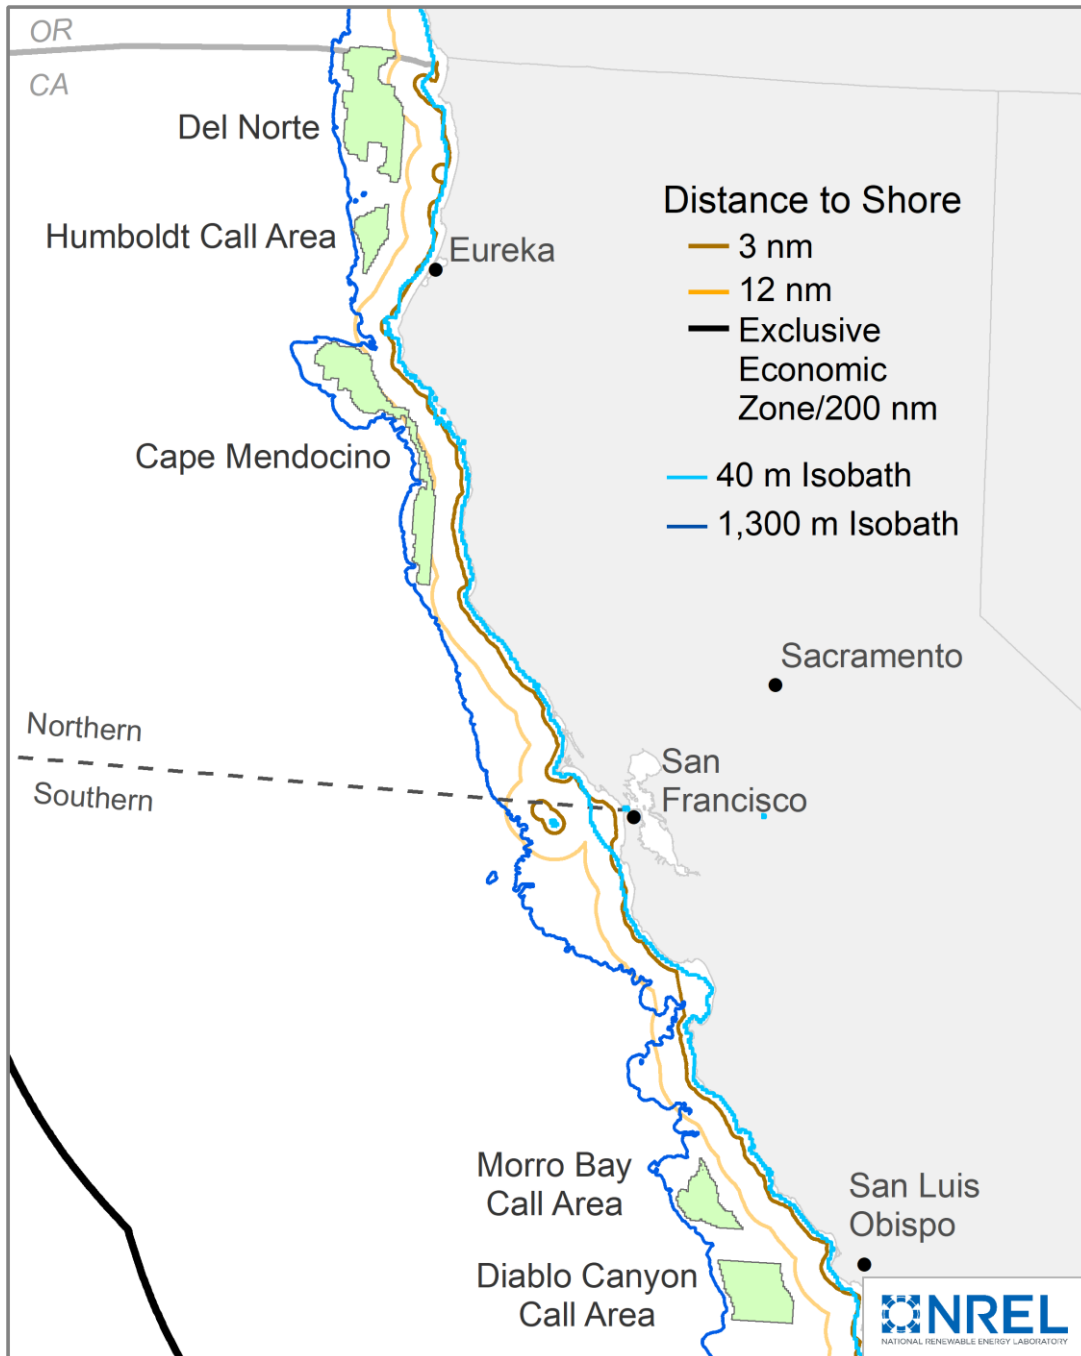 OR
CA
Del Norte
Humboldt Call Area
Eureka
Distance to Shore
3 nm
12 nm
Exclusive
Economic
Zone/200 nm
40 m Isobath
1,300 m Isobath
Cape Mendocino
Sacramento
Northern
Southern
San
Francisco
Morro Bay
Call Area
San Luis
Obispo
Diablo Canyon
Call Area
NREL
NATIONAL RENEWABLE ENERGY LABORATORY